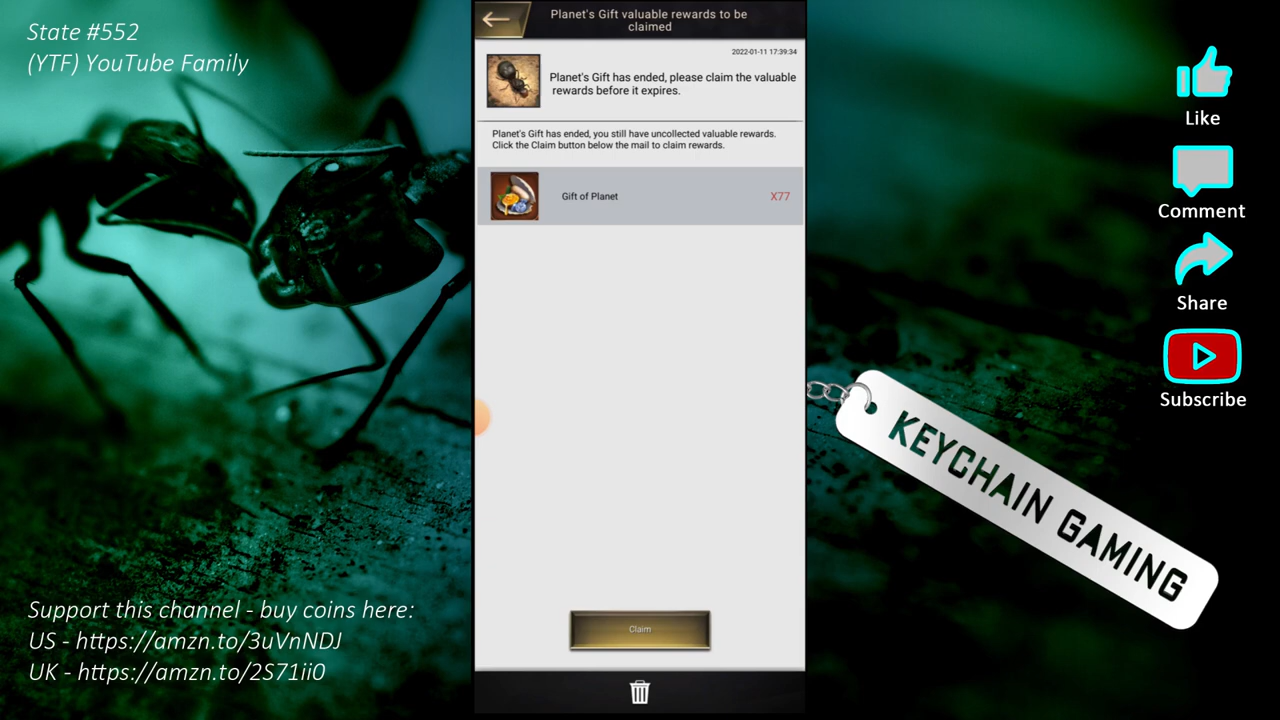 State #552
(YTF) YouTube Family
Planet's Gift valuable rewards to be
claimed
2022-01-11 17:39:34
Planet's Gift has ended, please claim the valuable
rewards before it expires.
Planet's Gift has ended, you still have uncollected valuable rewards.
Click the Claim button below the mail to claim rewards.
Gift of Planet
X77
Claim
Like
Comment
Share
Subscribe
KEYCHAIN GAMING
Support this channel - buy coins here:
US - https://amzn.to/3uVnNDJ
UK - https://amzn.to/2S71ii0